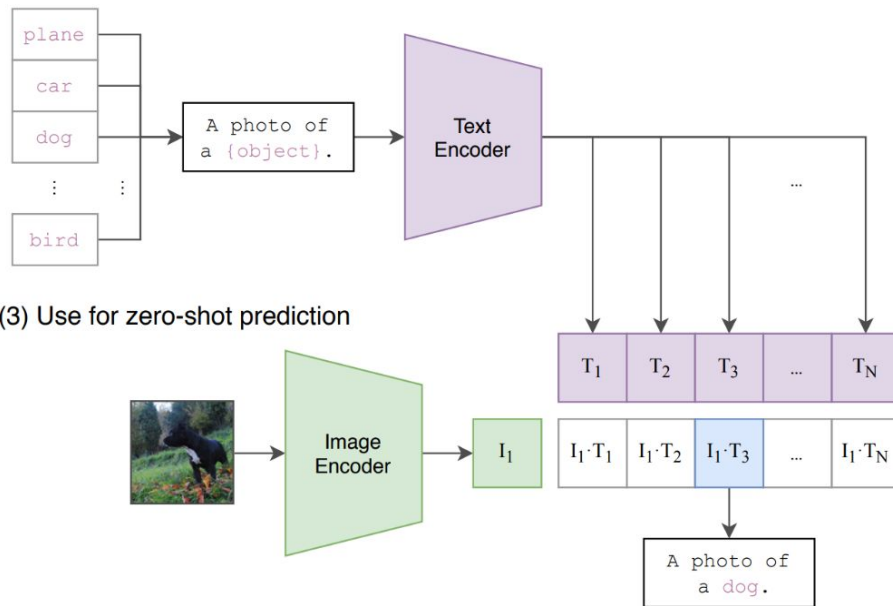 plane
car
dog
⋮ ⋮
bird
A photo of
a {object}.
Text
Encoder
...
(3) Use for zero-shot prediction
T1 T2 T3 ... TN
Image
Encoder
I1
I1·T1 I1·T2 I1·T3 ... I1·TN
A photo of
a dog.